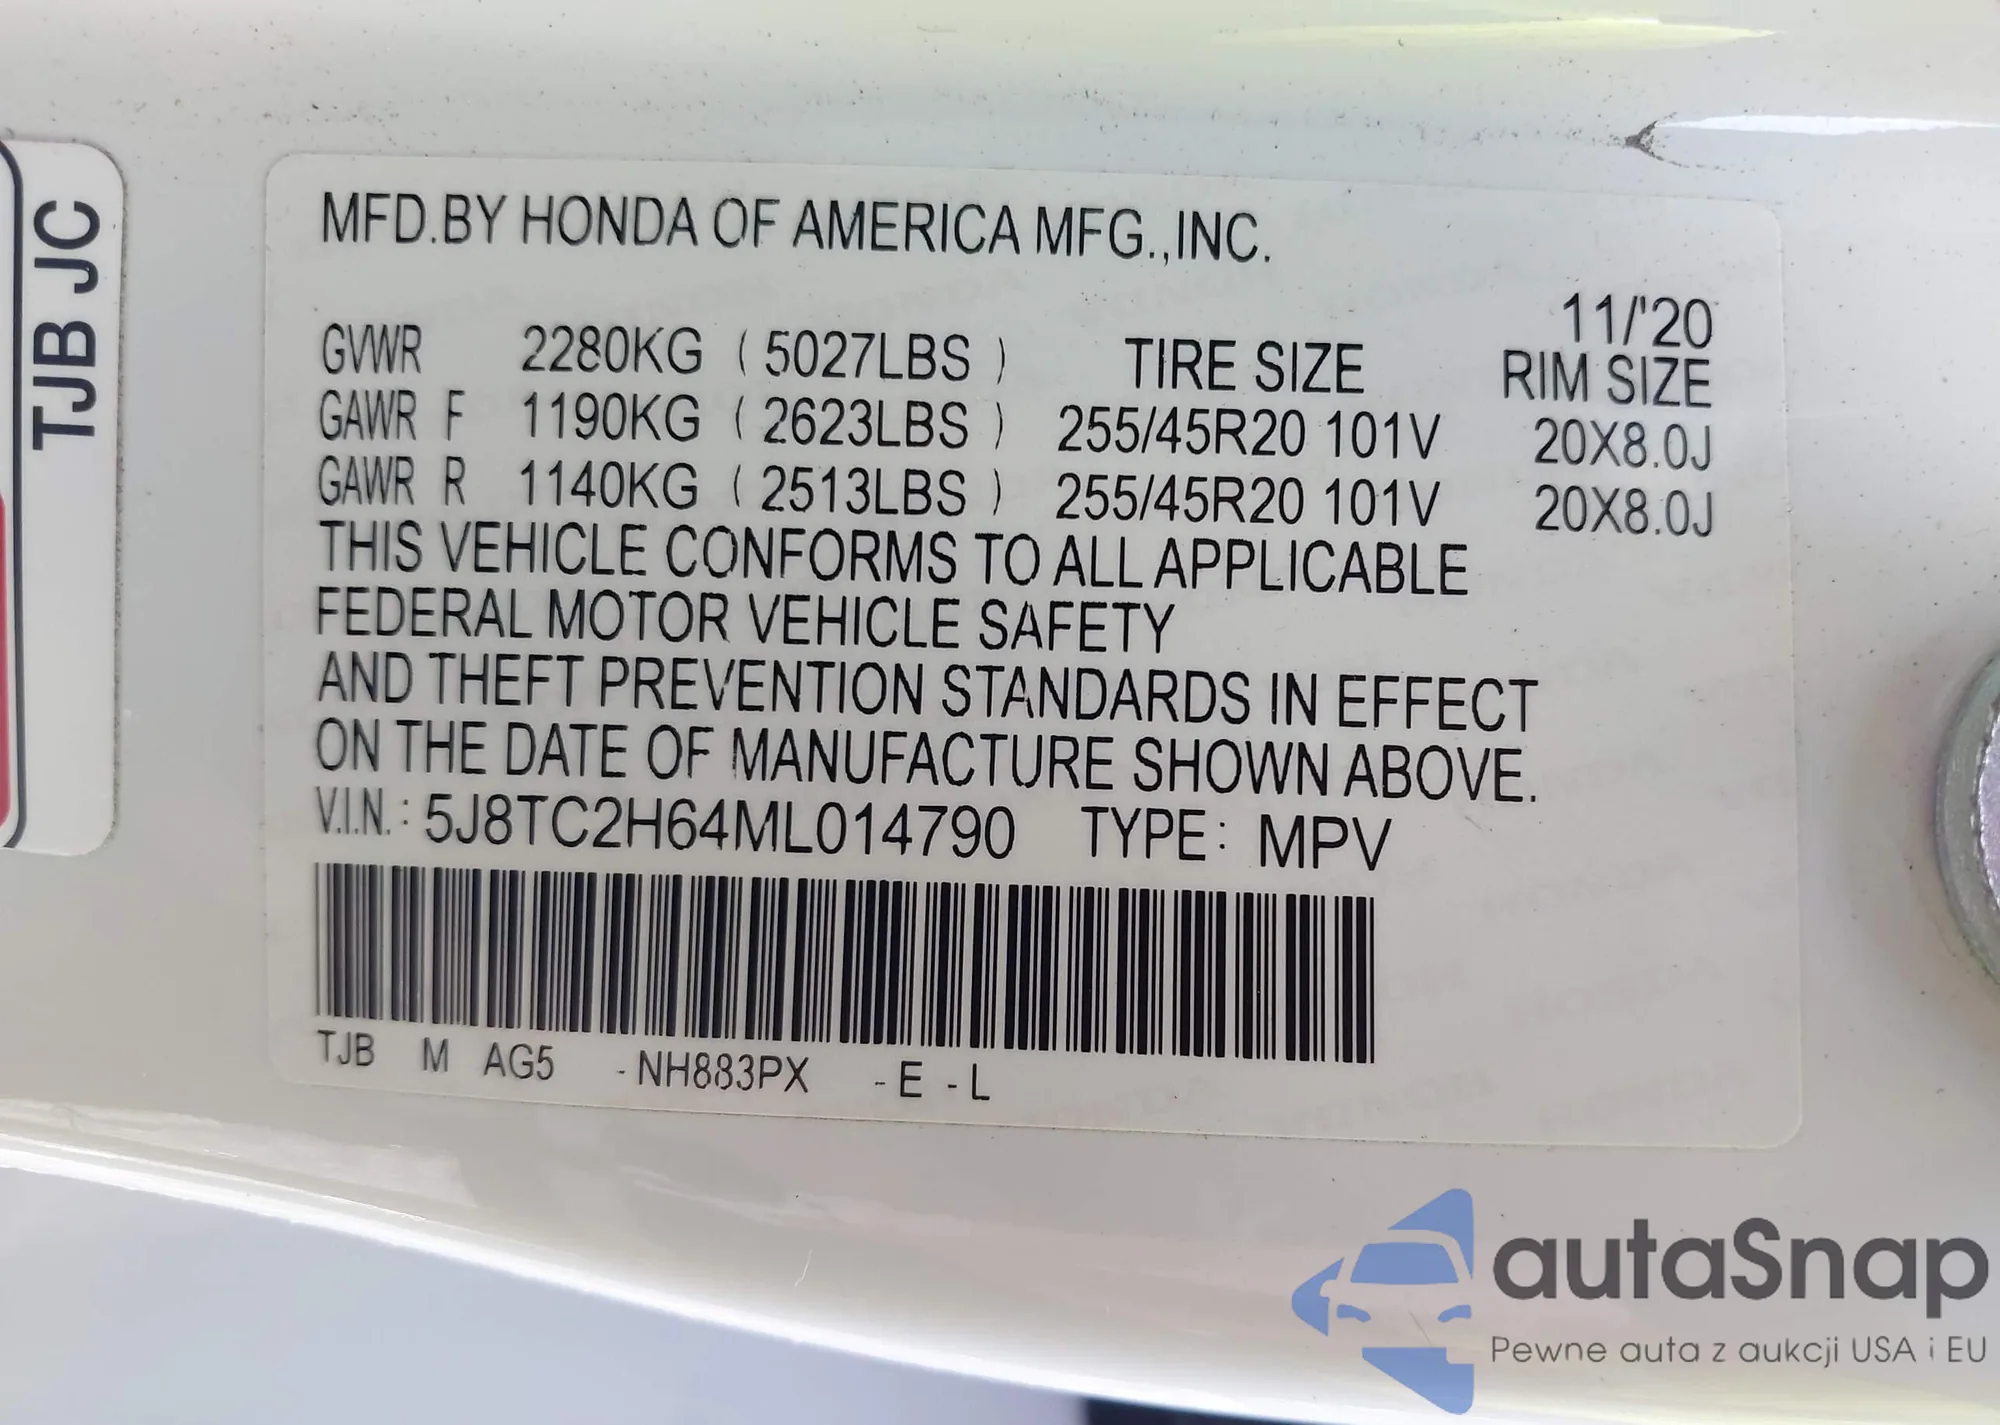 TJB JC
MFD.BY HONDA OF AMERICA MFG.,INC.
11/'20
GVWR 2280KG ( 5027LBS ) TIRE SIZE RIM SIZE
GAWR F 1190KG ( 2623LBS ) 255/45R20 101V 20X8.0J
GAWR R 1140KG ( 2513LBS ) 255/45R20 101V 20X8.0J
THIS VEHICLE CONFORMS TO ALL APPLICABLE
FEDERAL MOTOR VEHICLE SAFETY
AND THEFT PREVENTION STANDARDS IN EFFECT
ON THE DATE OF MANUFACTURE SHOWN ABOVE.
V.I.N.: 5J8TC2H64ML014790 TYPE: MPV
TJB M AG5 -NH883PX -E -L
autaSnap
Pewne auta z aukcji USA i EU